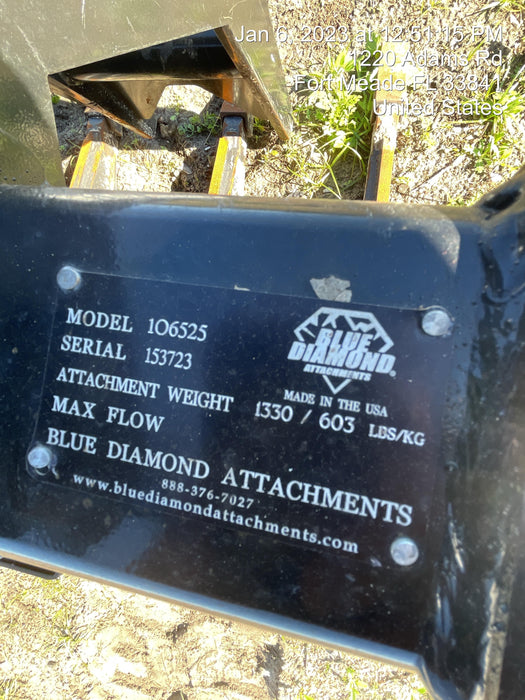 Jan 6, 2023 at 12:51:15 PM
1220 Adams Rd
Fort Meade FL 33841
United States
MODEL 106525
SERIAL 153723
ATTACHMENT WEIGHT 1330 / 603 LBS/KG
MAX FLOW
BLUE DIAMOND ATTACHMENTS
888-376-7027
www.bluediamondattachments.com
BLUE
DIAMOND
ATTACHMENTS
MADE IN THE USA